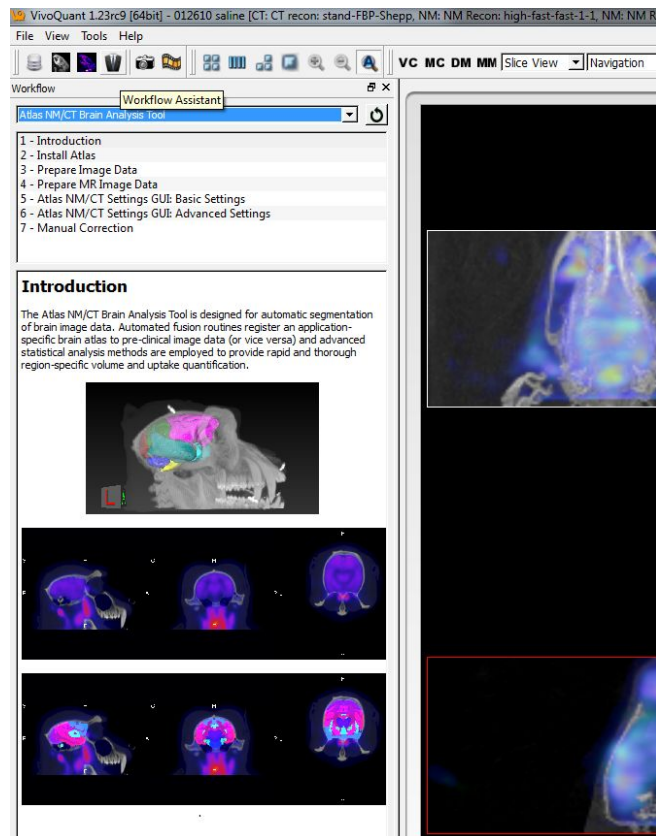 VivoQuant 1.23rc9 [64bit] - 012610 saline [CT: CT recon: stand-FBP-Shepp, NM: NM Recon: high-fast-fast-1-1, NM: NM R
File View Tools Help
VC MC DM MM Slice View Navigation
Workflow
Workflow Assistant
Atlas NM/CT Brain Analysis Tool
1 - Introduction
2 - Install Atlas
3 - Prepare Image Data
4 - Prepare MR Image Data
5 - Atlas NM/CT Settings GUI: Basic Settings
6 - Atlas NM/CT Settings GUI: Advanced Settings
7 - Manual Correction
Introduction
The Atlas NM/CT Brain Analysis Tool is designed for automatic segmentation
of brain image data. Automated fusion routines register an application-
specific brain atlas to pre-clinical image data (or vice versa) and advanced
statistical analysis methods are employed to provide rapid and thorough
region-specific volume and uptake quantification.
L